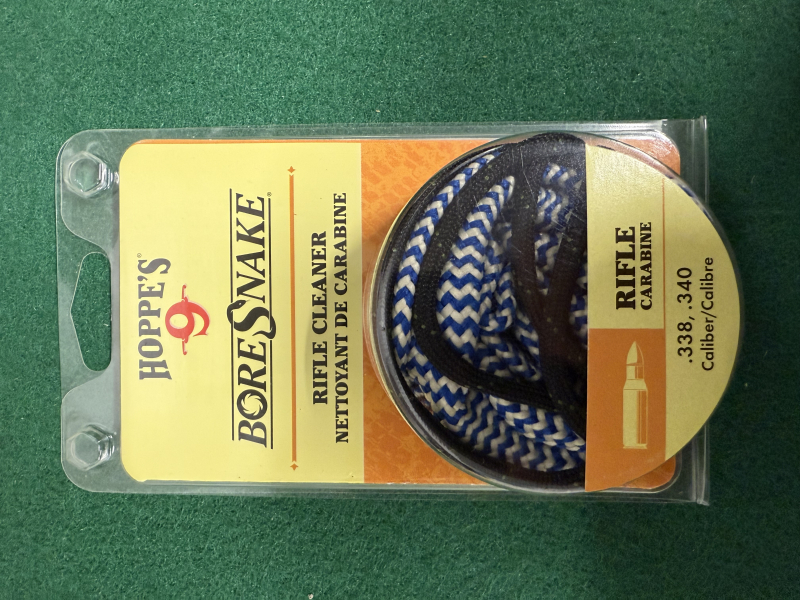 HOPPE'S®
9
BORESNAKE®
RIFLE CLEANER
NETTOYANT DE CARABINE
RIFLE
CARABINE
.338, .340
Caliber/Calibre